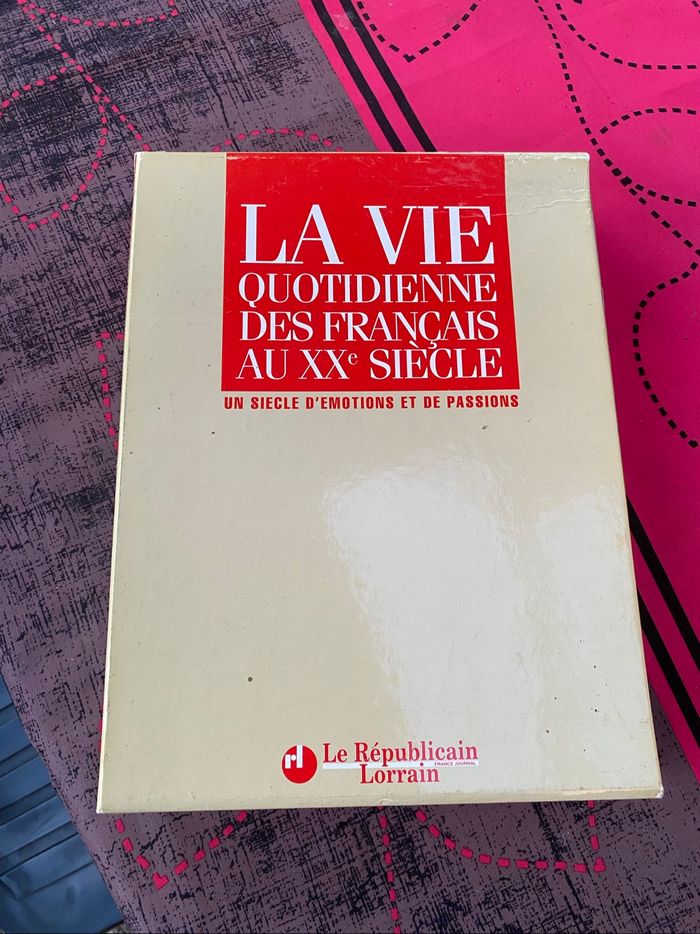 LA VIE
QUOTIDIENNE
DES FRANÇAIS
AU XXe SIÈCLE
UN SIECLE D'EMOTIONS ET DE PASSIONS
rl
Le Républicain
FRANCE JOURNAL
Lorrain